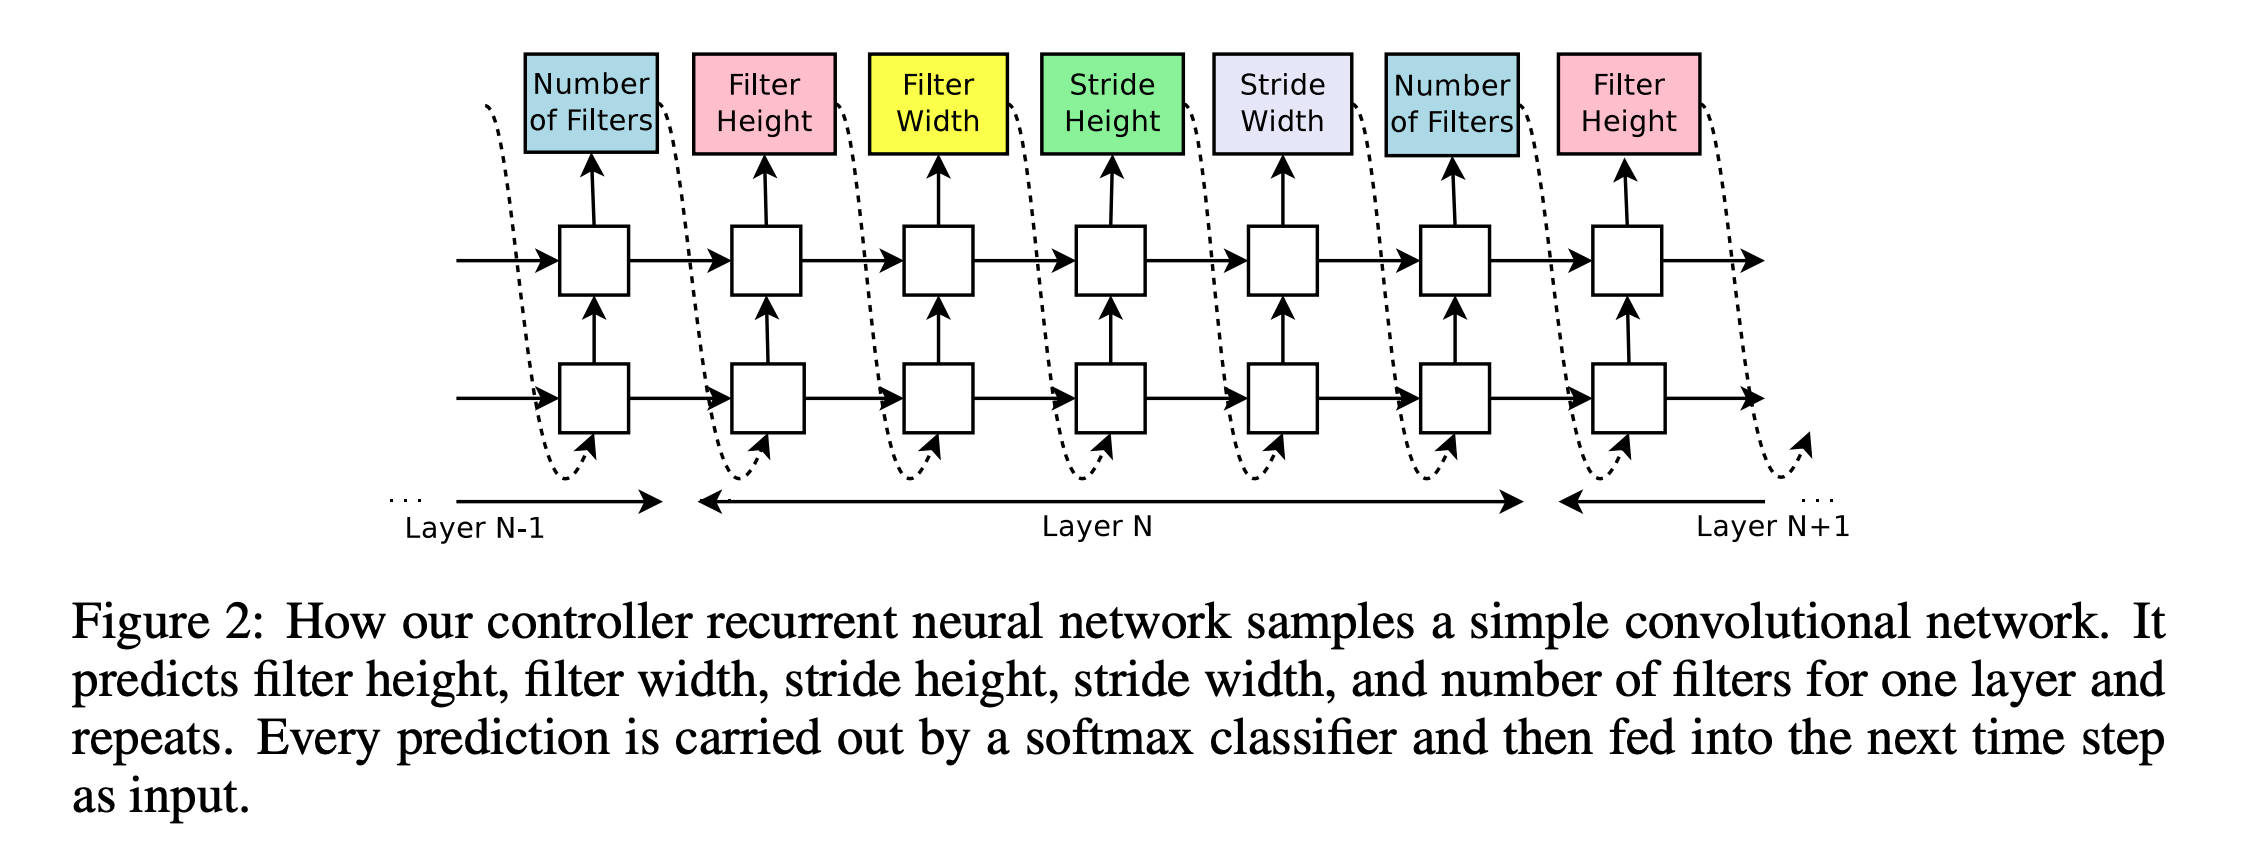 Number
of Filters
Filter
Height
Filter
Width
Stride
Height
Stride
Width
Number
of Filters
Filter
Height
. . .
Layer N-1
Layer N
. . .
Layer N+1
Figure 2: How our controller recurrent neural network samples a simple convolutional network. It
predicts filter height, filter width, stride height, stride width, and number of filters for one layer and
repeats. Every prediction is carried out by a softmax classifier and then fed into the next time step
as input.